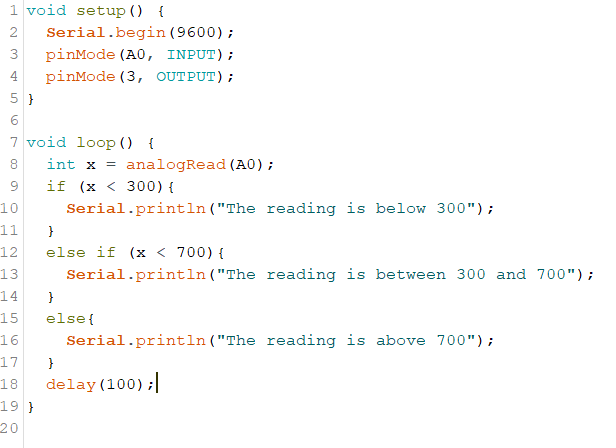 1 void setup() {
2   Serial.begin(9600);
3   pinMode(A0, INPUT);
4   pinMode(3, OUTPUT);
5 }
6
7 void loop() {
8   int x = analogRead(A0);
9   if (x < 300){
10     Serial.println("The reading is below 300");
11   }
12   else if (x < 700){
13     Serial.println("The reading is between 300 and 700");
14   }
15   else{
16     Serial.println("The reading is above 700");
17   }
18   delay(100);
19 }
20